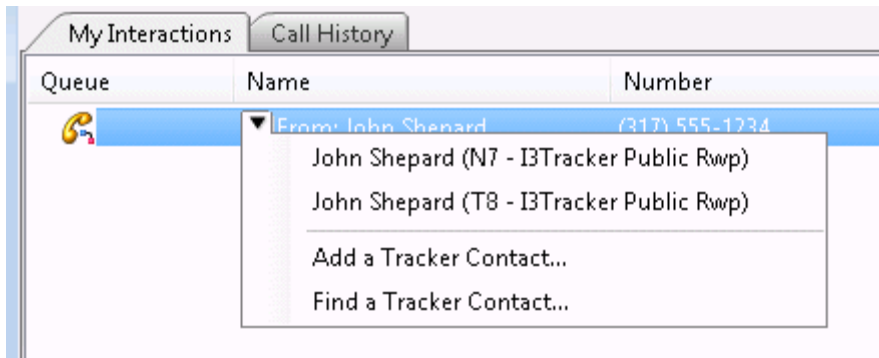 My Interactions Call History
Queue Name Number
From: John Shepard (317) 555-1234
John Shepard (N7 - I3Tracker Public Rwp)
John Shepard (T8 - I3Tracker Public Rwp)
Add a Tracker Contact...
Find a Tracker Contact...